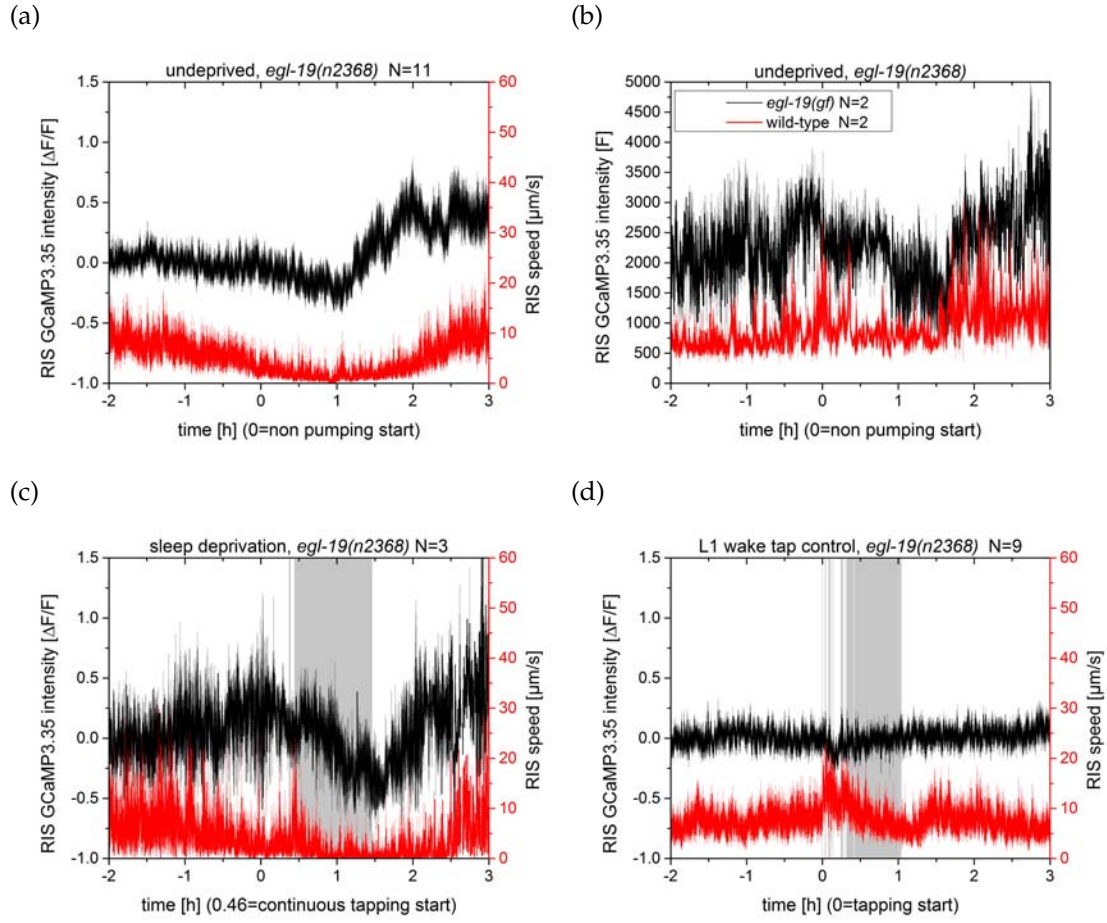 (a)
undeprived, egl-19(n2368) N=11
1.5
1.0
0.5
0.0
-0.5
-1.0
RIS GCaMP3.35 intensity [ΔF/F]
60
50
40
30
20
10
0
RIS speed [µm/s]
-2 -1 0 1 2 3
time [h] (0=non pumping start)
(b)
undeprived, egl-19(n2368)
egl-19(gf) N=2
wild-type N=2
5000
4500
4000
3500
3000
2500
2000
1500
1000
500
0
RIS GCaMP3.35 intensity [F]
-2 -1 0 1 2 3
time [h] (0=non pumping start)
(c)
sleep deprivation, egl-19(n2368) N=3
1.5
1.0
0.5
0.0
-0.5
-1.0
RIS GCaMP3.35 intensity [ΔF/F]
60
50
40
30
20
10
0
RIS speed [µm/s]
-2 -1 0 1 2 3
time [h] (0.46=continuous tapping start)
(d)
L1 wake tap control, egl-19(n2368) N=9
1.5
1.0
0.5
0.0
-0.5
-1.0
RIS GCaMP3.35 intensity [ΔF/F]
60
50
40
30
20
10
0
RIS speed [µm/s]
-2 -1 0 1 2 3
time [h] (0=tapping start)